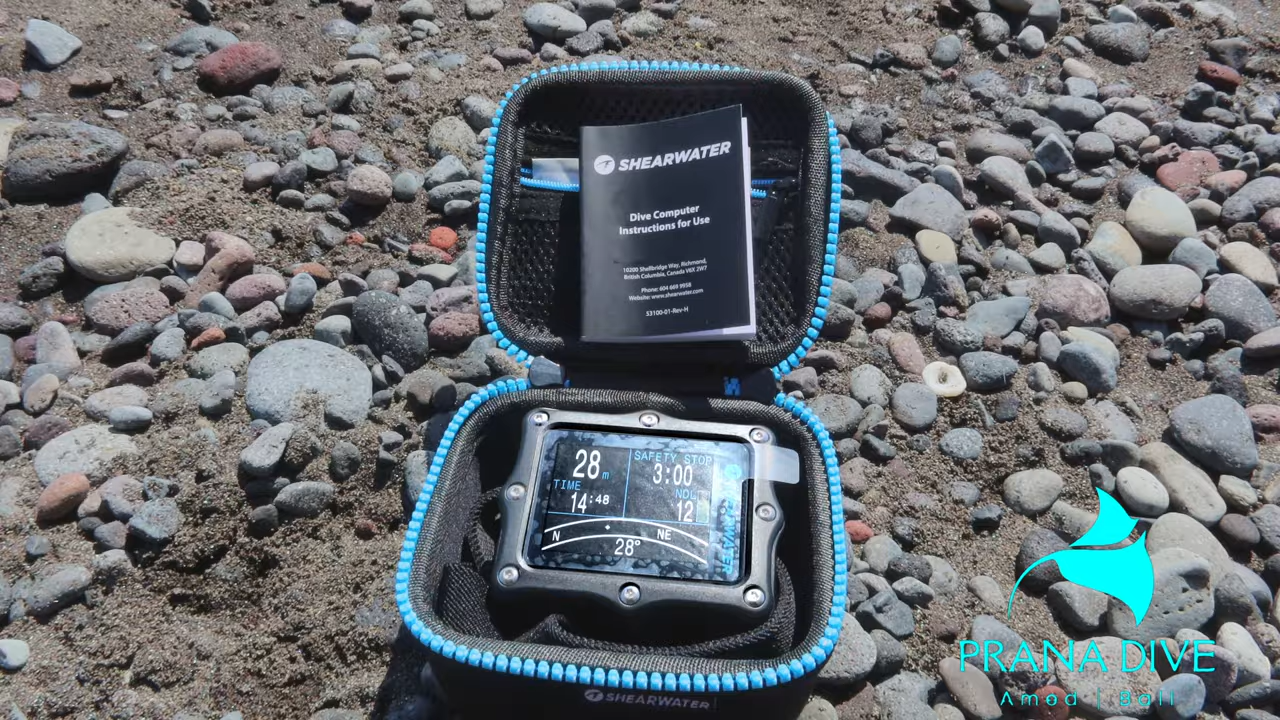 SHEARWATER
Dive Computer
Instructions for Use
10200 Shellbridge Way, Richmond,
British Columbia, Canada V6X 2W7
Phone: 604 669 9958
Website: www.shearwater.com
53100-01-Rev-H
28 m
SAFETY STOP
3:00
TIME
14:48
NDL
12
N
NE
28°
SHEARWATER
PRANA DIVE
Amed | Bali